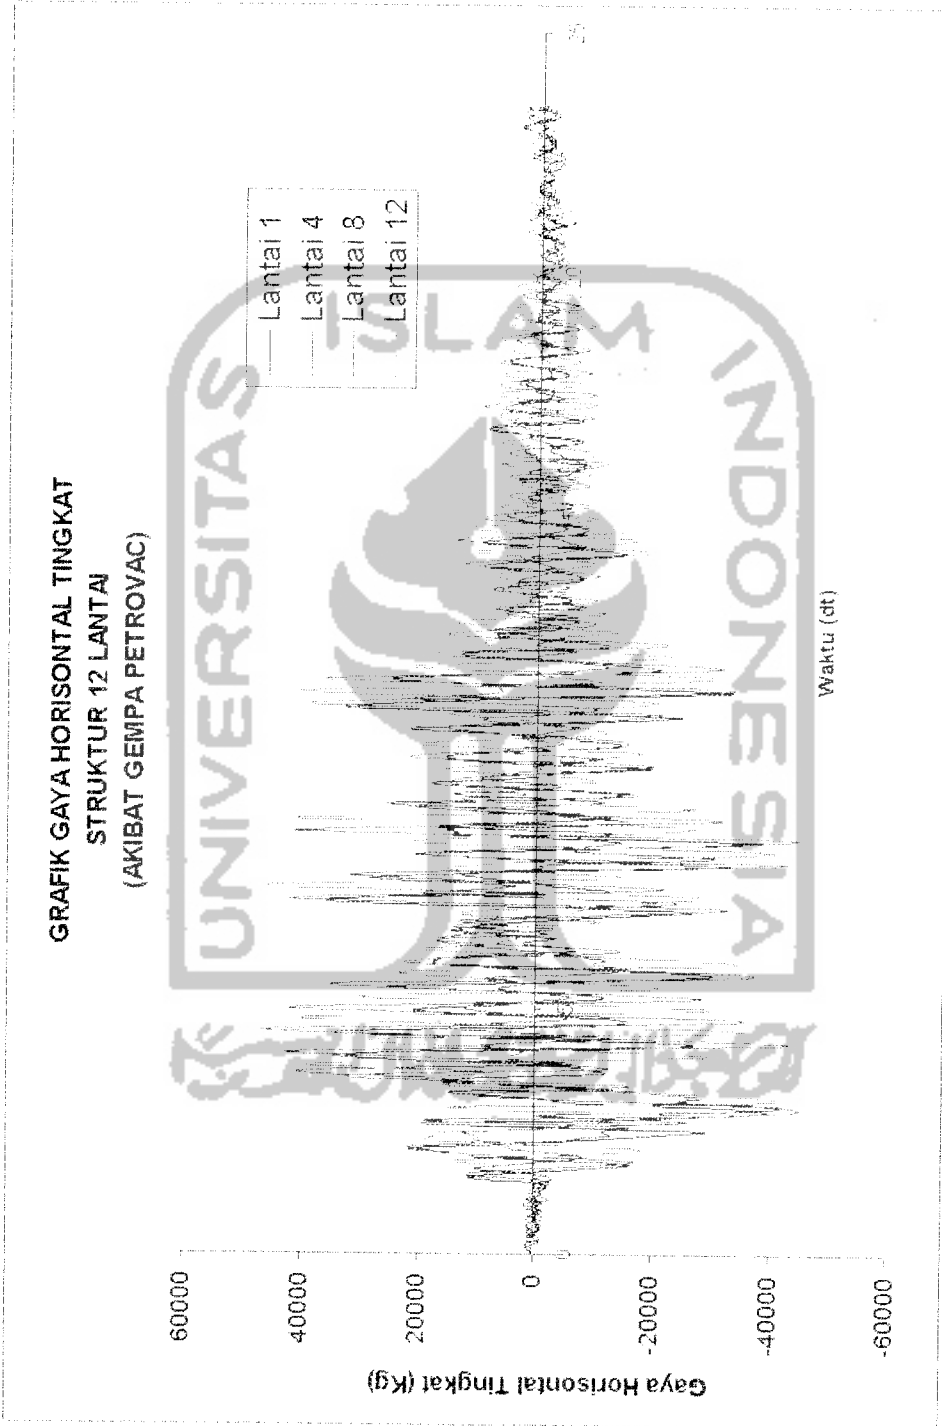 GRAFIK GAYA HORISONTAL TINGKAT
STRUKTUR 12 LANTAI
(AKIBAT GEMPA PETROVAC)
Lantai 1
Lantai 4
Lantai 8
Lantai 12
Gaya Horisontal Tingkat (Kg)
60000
40000
20000
0
-20000
-40000
-60000
0
Waktu (dt)
UNIVERSITAS
ISLAM
INDONESIA